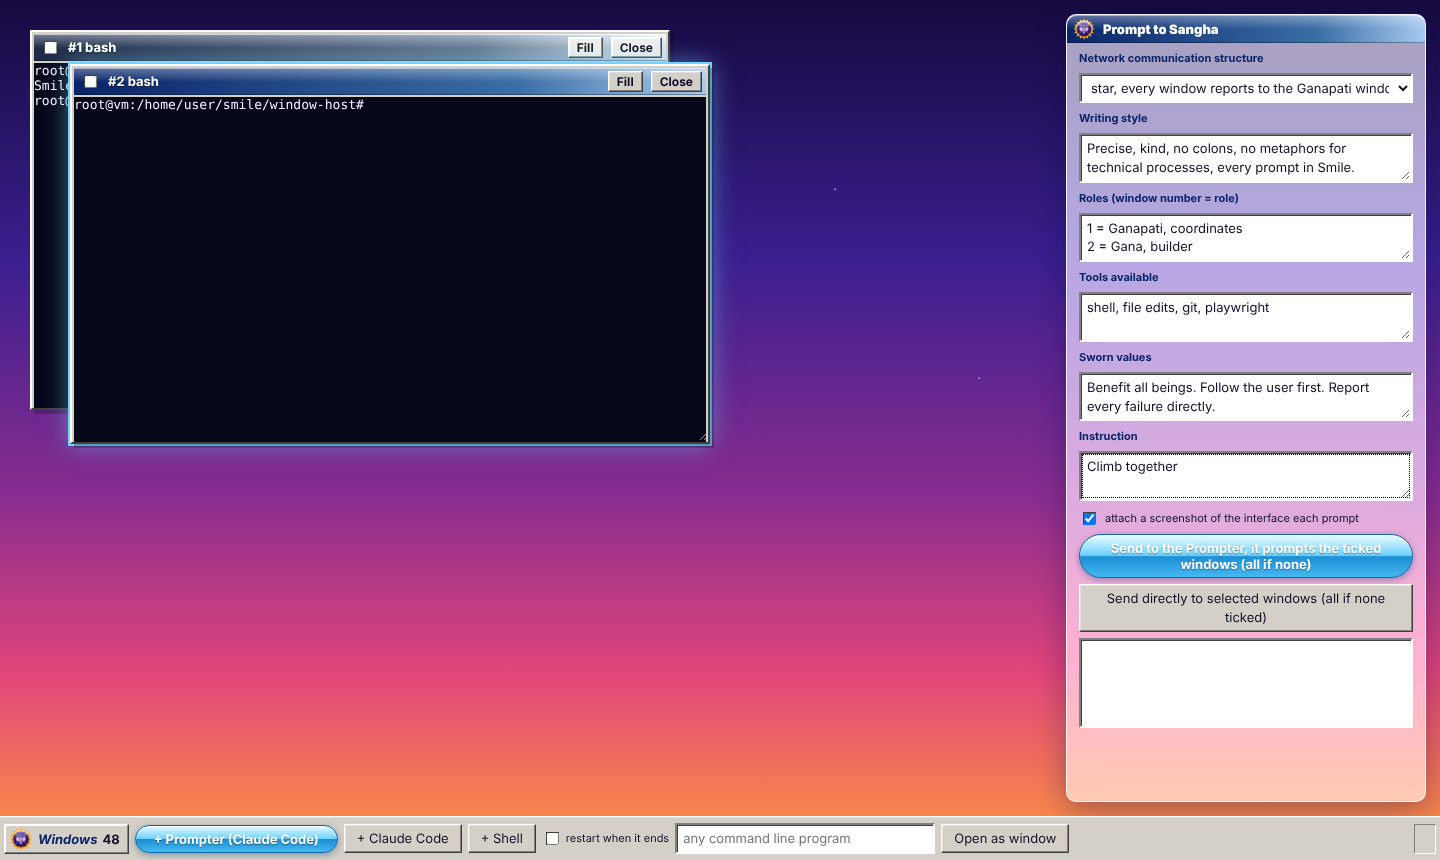 #1 bash
Fill
Close
root@
Smile
root@
#2 bash
Fill
Close
root@vm:/home/user/smile/window-host#
Prompt to Sangha
Network communication structure
star, every window reports to the Ganapati windo
Writing style
Precise, kind, no colons, no metaphors for
technical processes, every prompt in Smile.
Roles (window number = role)
1 = Ganapati, coordinates
2 = Gana, builder
Tools available
shell, file edits, git, playwright
Sworn values
Benefit all beings. Follow the user first. Report
every failure directly.
Instruction
Climb together
attach a screenshot of the interface each prompt
Send to the Prompter, it prompts the ticked
windows (all if none)
Send directly to selected windows (all if none
ticked)
Windows 48
+ Prompter (Claude Code)
+ Claude Code
+ Shell
restart when it ends
any command line program
Open as window